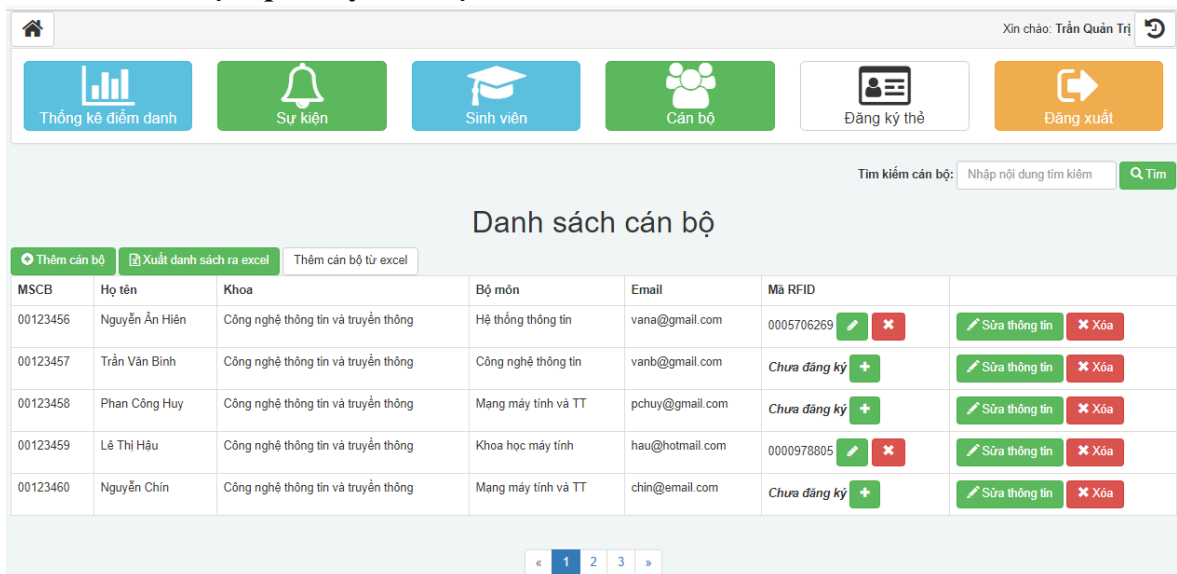 Xin chào: Trần Quản Trị
Thống kê điểm danh
Sự kiện
Sinh viên
Cán bộ
Đăng ký thẻ
Đăng xuất
Tìm kiếm cán bộ: Nhập nội dung tìm kiếm Tìm
Danh sách cán bộ
Thêm cán bộ Xuất danh sách ra excel Thêm cán bộ từ excel
MSCB Họ tên Khoa Bộ môn Email Mã RFID
00123456 Nguyễn Ân Hiên Công nghệ thông tin và truyền thông Hệ thống thông tin vana@gmail.com 0005706269 Sửa thông tin Xóa
00123457 Trần Văn Bình Công nghệ thông tin và truyền thông Công nghệ thông tin vanb@gmail.com Chưa đăng ký Sửa thông tin Xóa
00123458 Phan Công Huy Công nghệ thông tin và truyền thông Mạng máy tính và TT pchuy@gmail.com Chưa đăng ký Sửa thông tin Xóa
00123459 Lê Thị Hậu Công nghệ thông tin và truyền thông Khoa học máy tính hau@hotmail.com 0000978805 Sửa thông tin Xóa
00123460 Nguyễn Chín Công nghệ thông tin và truyền thông Mạng máy tính và TT chin@email.com Chưa đăng ký Sửa thông tin Xóa
« 1 2 3 »